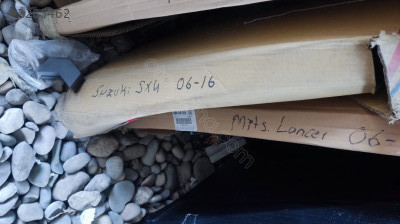 Suzuki SX4 06-16
Mits. Lancer 06-